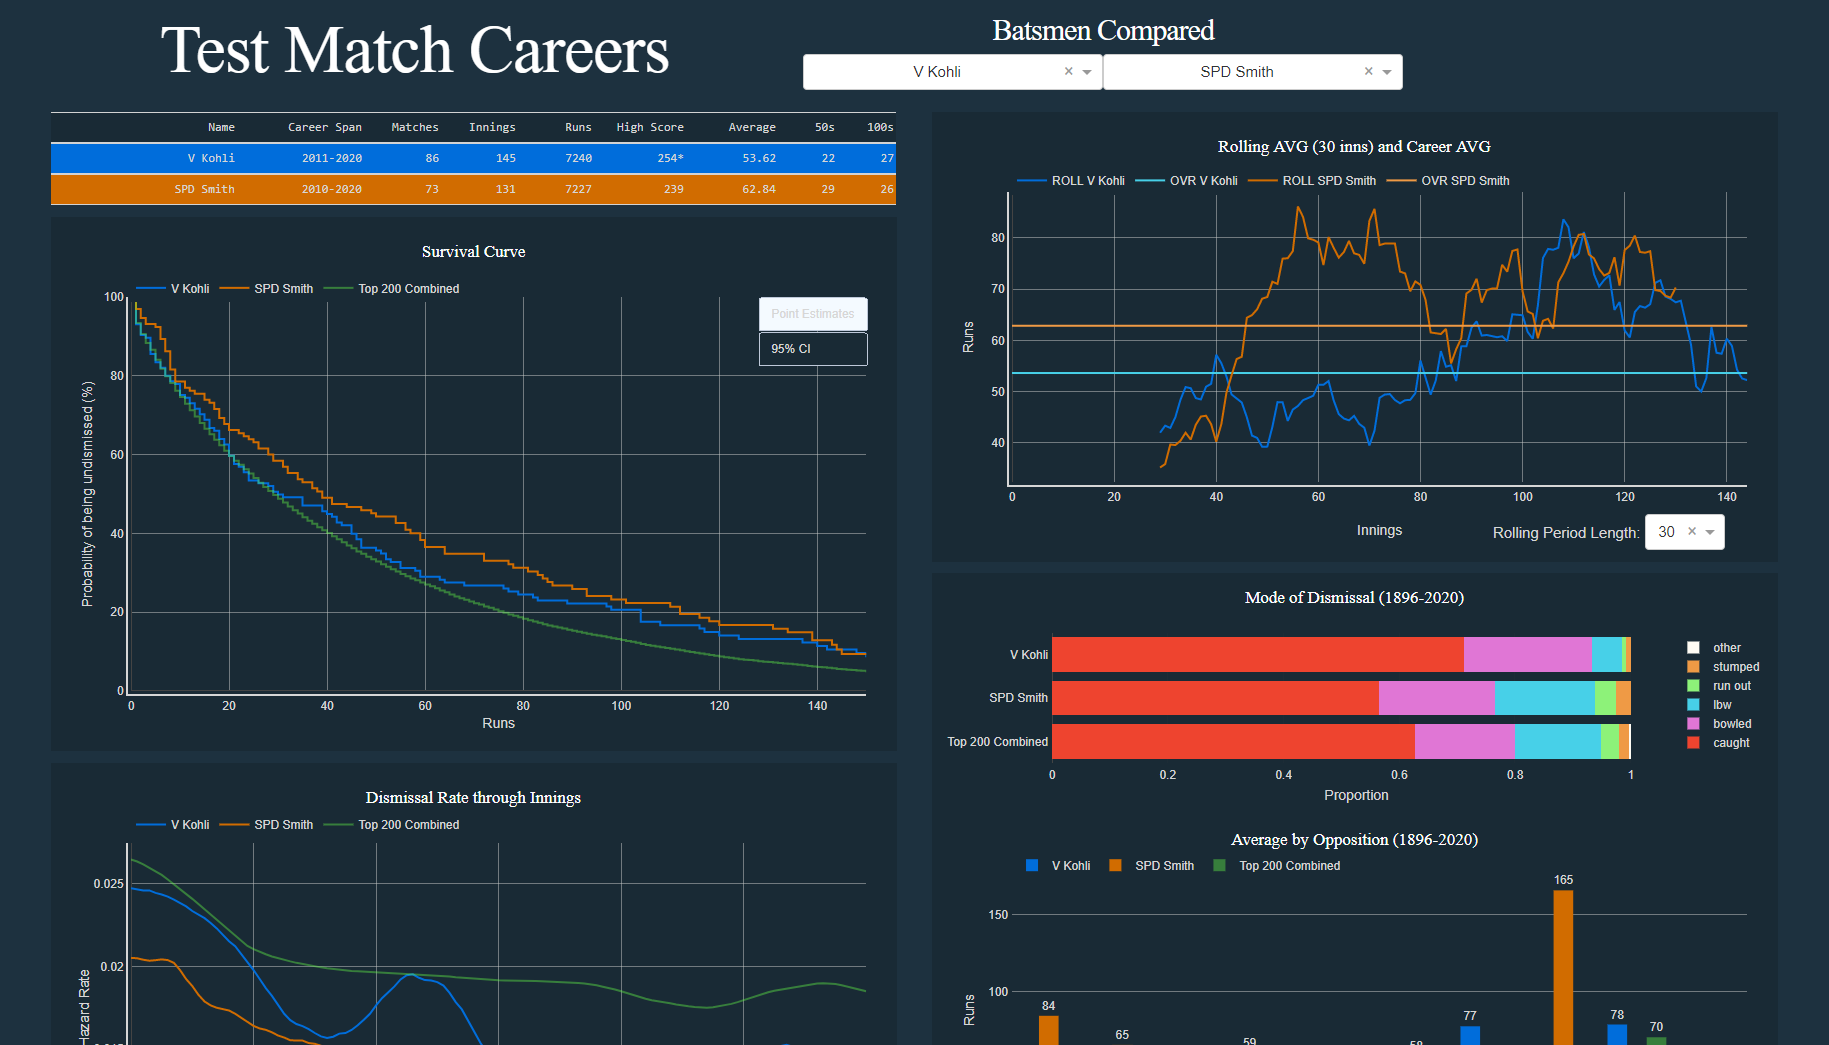 Test Match Careers
Batsmen Compared
V Kohli × SPD Smith ×
Name Career Span Matches Innings Runs High Score Average 50s 100s
V Kohli 2011-2020 86 145 7240 254* 53.62 22 27
SPD Smith 2010-2020 73 131 7227 239 62.84 29 26
Survival Curve
V Kohli SPD Smith Top 200 Combined
Point Estimates
95% CI
Probability of being undismissed (%)
100
80
60
40
20
0
0 20 40 60 80 100 120 140
Runs
Dismissal Rate through Innings
V Kohli SPD Smith Top 200 Combined
0.025
0.02
Hazard Rate
Rolling AVG (30 inns) and Career AVG
ROLL V Kohli OVR V Kohli ROLL SPD Smith OVR SPD Smith
Runs
80
70
60
50
40
0 20 40 60 80 100 120 140
Innings
Rolling Period Length: 30 ×
Mode of Dismissal (1896-2020)
V Kohli
SPD Smith
Top 200 Combined
other
stumped
run out
lbw
bowled
caught
0 0.2 0.4 0.6 0.8 1
Proportion
Average by Opposition (1896-2020)
V Kohli SPD Smith Top 200 Combined
165
150
100
Runs
84
65
59
58
77
78
70